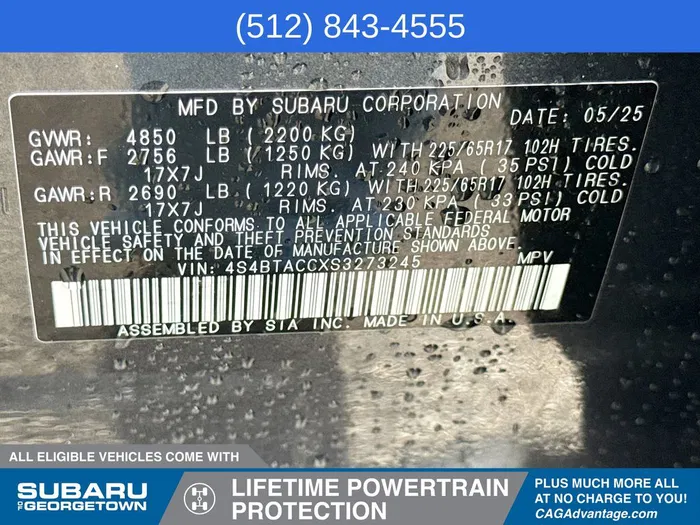 (512) 843-4555
MFD BY SUBARU CORPORATION DATE: 05/25
GVWR: 4850 LB (2200 KG)
GAWR:F 2756 LB (1250 KG) WITH 225/65R17 102H TIRES.
17X7J RIMS. AT 240 KPA ( 35 PSI) COLD
GAWR:R 2690 LB (1220 KG) WITH 225/65R17 102H TIRES.
17X7J RIMS. AT 230 KPA ( 33 PSI) COLD
THIS VEHICLE CONFORMS TO ALL APPLICABLE FEDERAL MOTOR
VEHICLE SAFETY AND THEFT PREVENTION STANDARDS
IN EFFECT ON THE DATE OF MANUFACTURE SHOWN ABOVE.
VIN: 4S4BTACCXS3273245 MPV
ASSEMBLED BY SIA INC. MADE IN U.S.A.
ALL ELIGIBLE VEHICLES COME WITH
SUBARU
OF GEORGETOWN
LIFETIME POWERTRAIN
PROTECTION
PLUS MUCH MORE ALL
AT NO CHARGE TO YOU!
CAGAdvantage.com